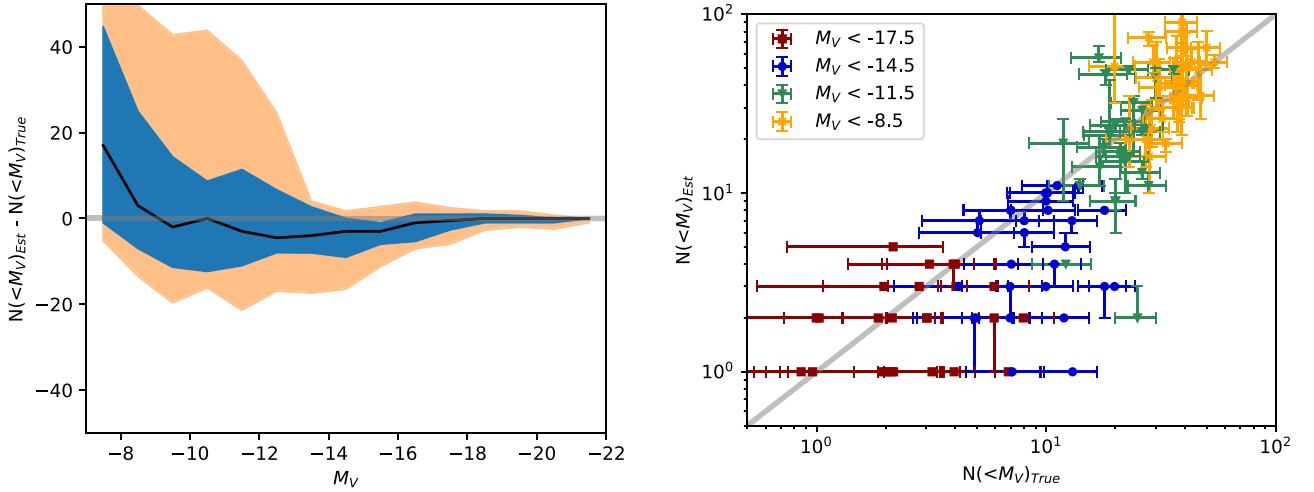 40
20
0
−20
−40
N(<M_V)_Est - N(<M_V)_True
−8
−10
−12
−14
−16
−18
−20
−22
M_V
M_V < -17.5
M_V < -14.5
M_V < -11.5
M_V < -8.5
10^2
10^1
10^0
N(<M_V)_Est
10^0
10^1
10^2
N(<M_V)_True